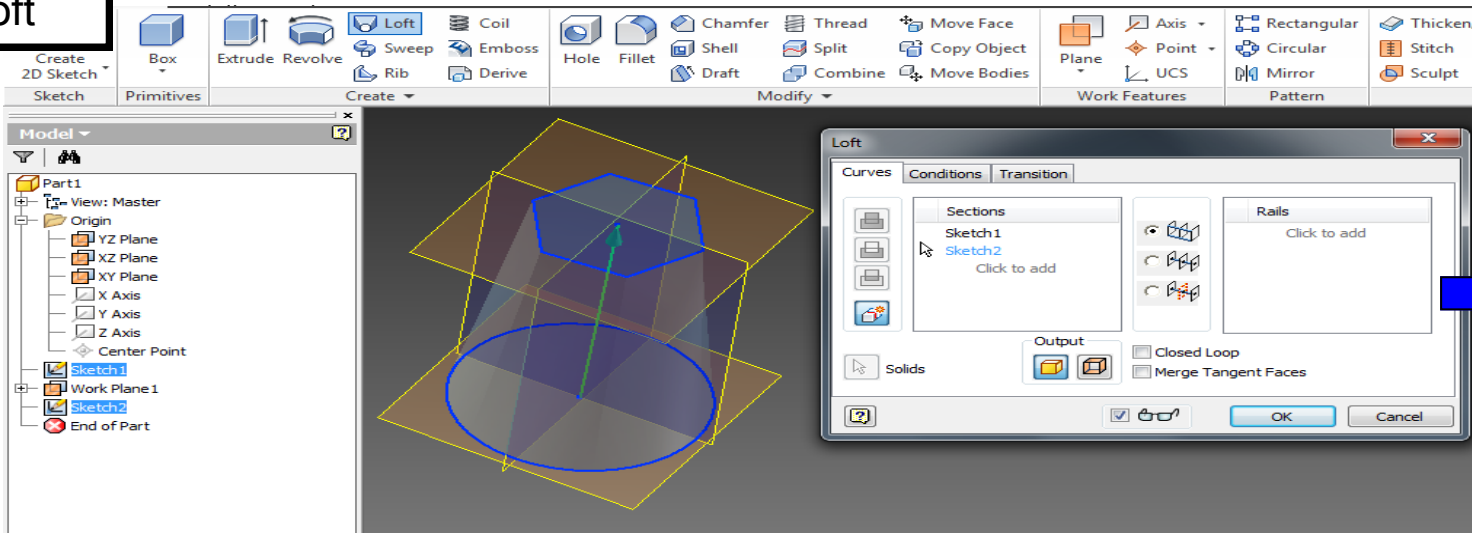 oft
Loft
Coil
Chamfer
Thread
Move Face
Axis
Rectangular
Thicken
Create
2D Sketch
Box
Extrude
Revolve
Sweep
Emboss
Hole
Fillet
Shell
Split
Copy Object
Plane
Point
Circular
Stitch
Rib
Derive
Draft
Combine
Move Bodies
UCS
Mirror
Sculpt
Sketch
Primitives
Create
Modify
Work Features
Pattern
Model
Part1
View: Master
Origin
YZ Plane
XZ Plane
XY Plane
X Axis
Y Axis
Z Axis
Center Point
Sketch1
Work Plane1
Sketch2
End of Part
Loft
Curves
Conditions
Transition
Sections
Sketch1
Sketch2
Click to add
Rails
Click to add
Solids
Output
Closed Loop
Merge Tangent Faces
OK
Cancel